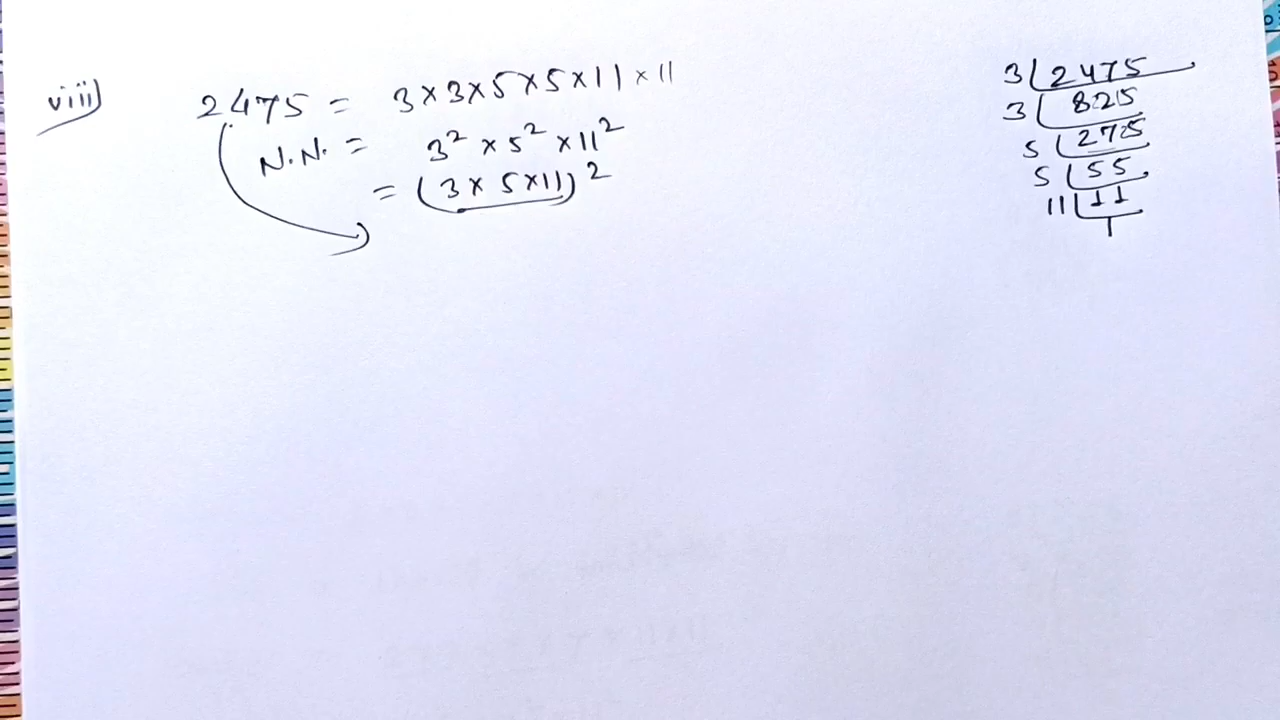 viii) 2475 = 3×3×5×5×11×11
N.N. = 3² × 5² × 11²
= (3 × 5 × 11)²
3 | 2475
3 | 825
5 | 275
5 | 55
11 | 11
1